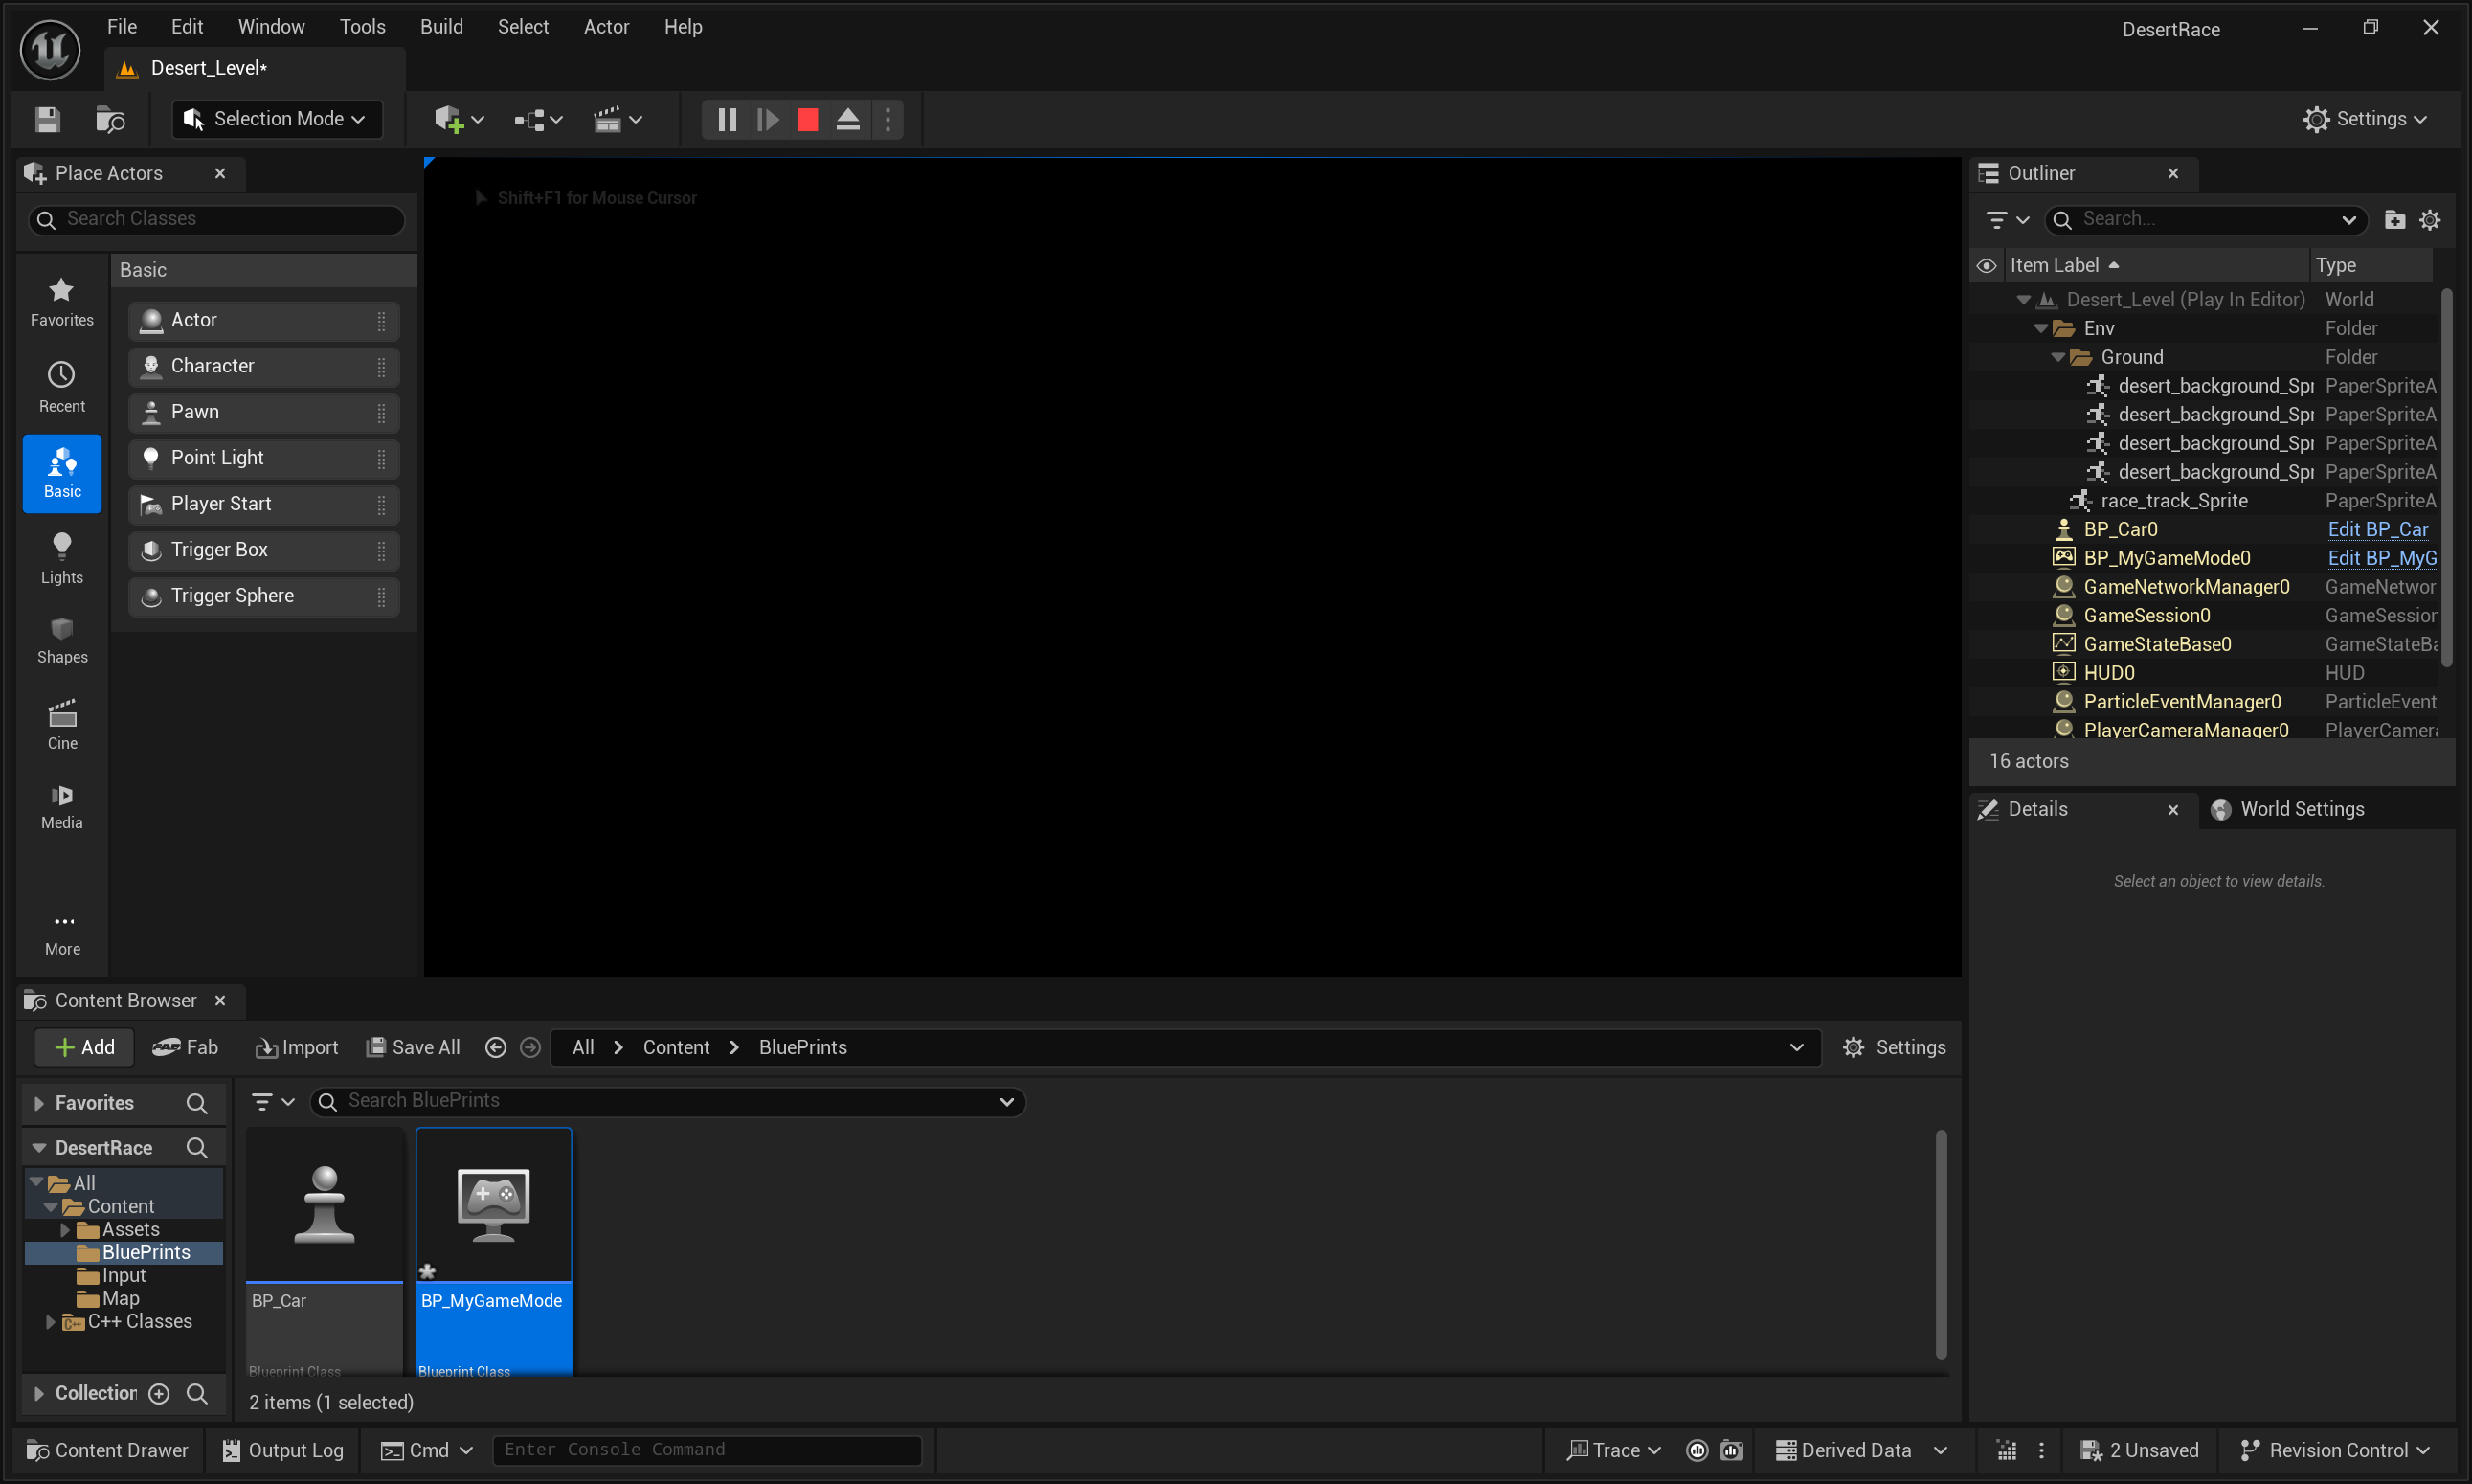 File Edit Window Tools Build Select Actor Help
DesertRace
Desert_Level*
Selection Mode
Settings
Place Actors
Search Classes
Favorites
Recent
Basic
Lights
Shapes
Cine
Media
More
Basic
Actor
Character
Pawn
Point Light
Player Start
Trigger Box
Trigger Sphere
Shift+F1 for Mouse Cursor
Outliner
Search...
Item Label Type
Desert_Level (Play In Editor) World
Env Folder
Ground Folder
desert_background_Spr PaperSpriteA
desert_background_Spr PaperSpriteA
desert_background_Spr PaperSpriteA
desert_background_Spr PaperSpriteA
race_track_Sprite PaperSpriteA
BP_Car0 Edit BP_Car
BP_MyGameMode0 Edit BP_MyG
GameNetworkManager0 GameNetwor
GameSession0 GameSession
GameStateBase0 GameStateBa
HUD0 HUD
ParticleEventManager0 ParticleEvent
PlayerCameraManager0 PlayerCamera
16 actors
Details World Settings
Select an object to view details.
Content Browser
Add Fab Import Save All All Content BluePrints Settings
Favorites
DesertRace
All
Content
Assets
BluePrints
Input
Map
C++ Classes
Collection
Search BluePrints
BP_Car
Blueprint Class
BP_MyGameMode
Blueprint Class
2 items (1 selected)
Content Drawer Output Log Cmd Enter Console Command Trace Derived Data 2 Unsaved Revision Control